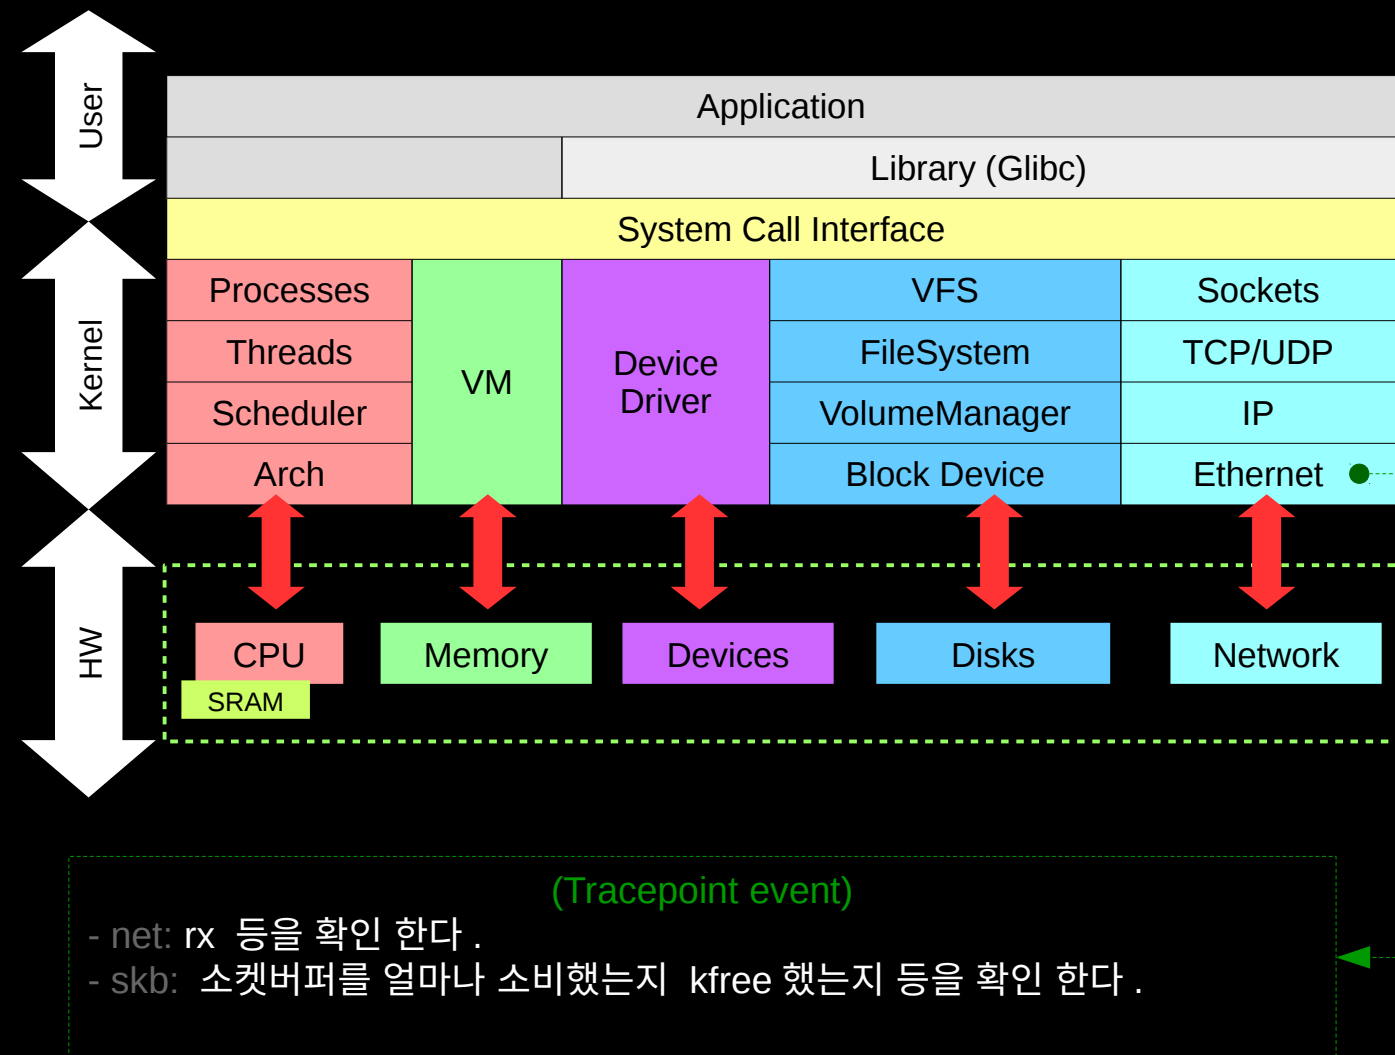 User
Application
Library (Glibc)
System Call Interface
Kernel
Processes
Threads
Scheduler
Arch
VM
Device
Driver
VFS
FileSystem
VolumeManager
Block Device
Sockets
TCP/UDP
IP
Ethernet
HW
CPU
SRAM
Memory
Devices
Disks
Network
(Tracepoint event)
- net: rx 등을 확인 한다 .
- skb: 소켓버퍼를 얼마나 소비했는지 kfree 했는지 등을 확인 한다 .